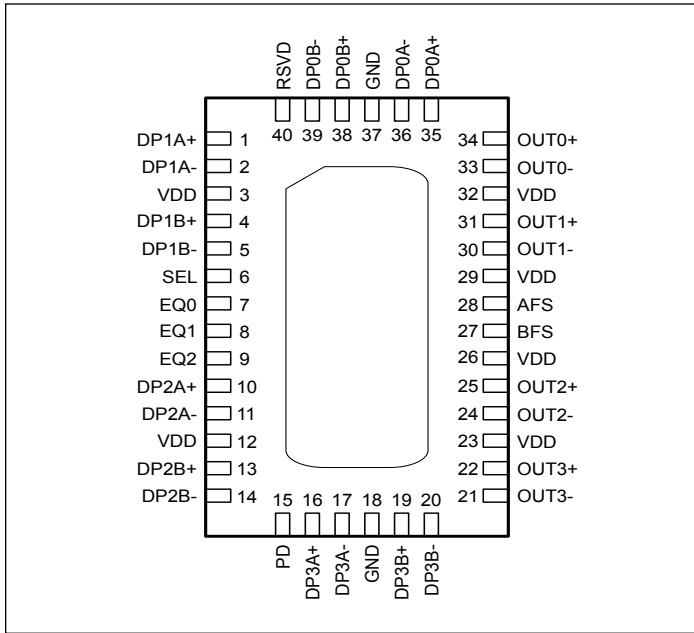 RSVD DP0B- DP0B+ GND DP0A- DP0A+
40 39 38 37 36 35
DP1A+ 1 34 OUT0+
DP1A- 2 33 OUT0-
VDD 3 32 VDD
DP1B+ 4 31 OUT1+
DP1B- 5 30 OUT1-
SEL 6 29 VDD
EQ0 7 28 AFS
EQ1 8 27 BFS
EQ2 9 26 VDD
DP2A+ 10 25 OUT2+
DP2A- 11 24 OUT2-
VDD 12 23 VDD
DP2B+ 13 22 OUT3+
DP2B- 14 21 OUT3-
15 16 17 18 19 20
PD DP3A+ DP3A- GND DP3B+ DP3B-